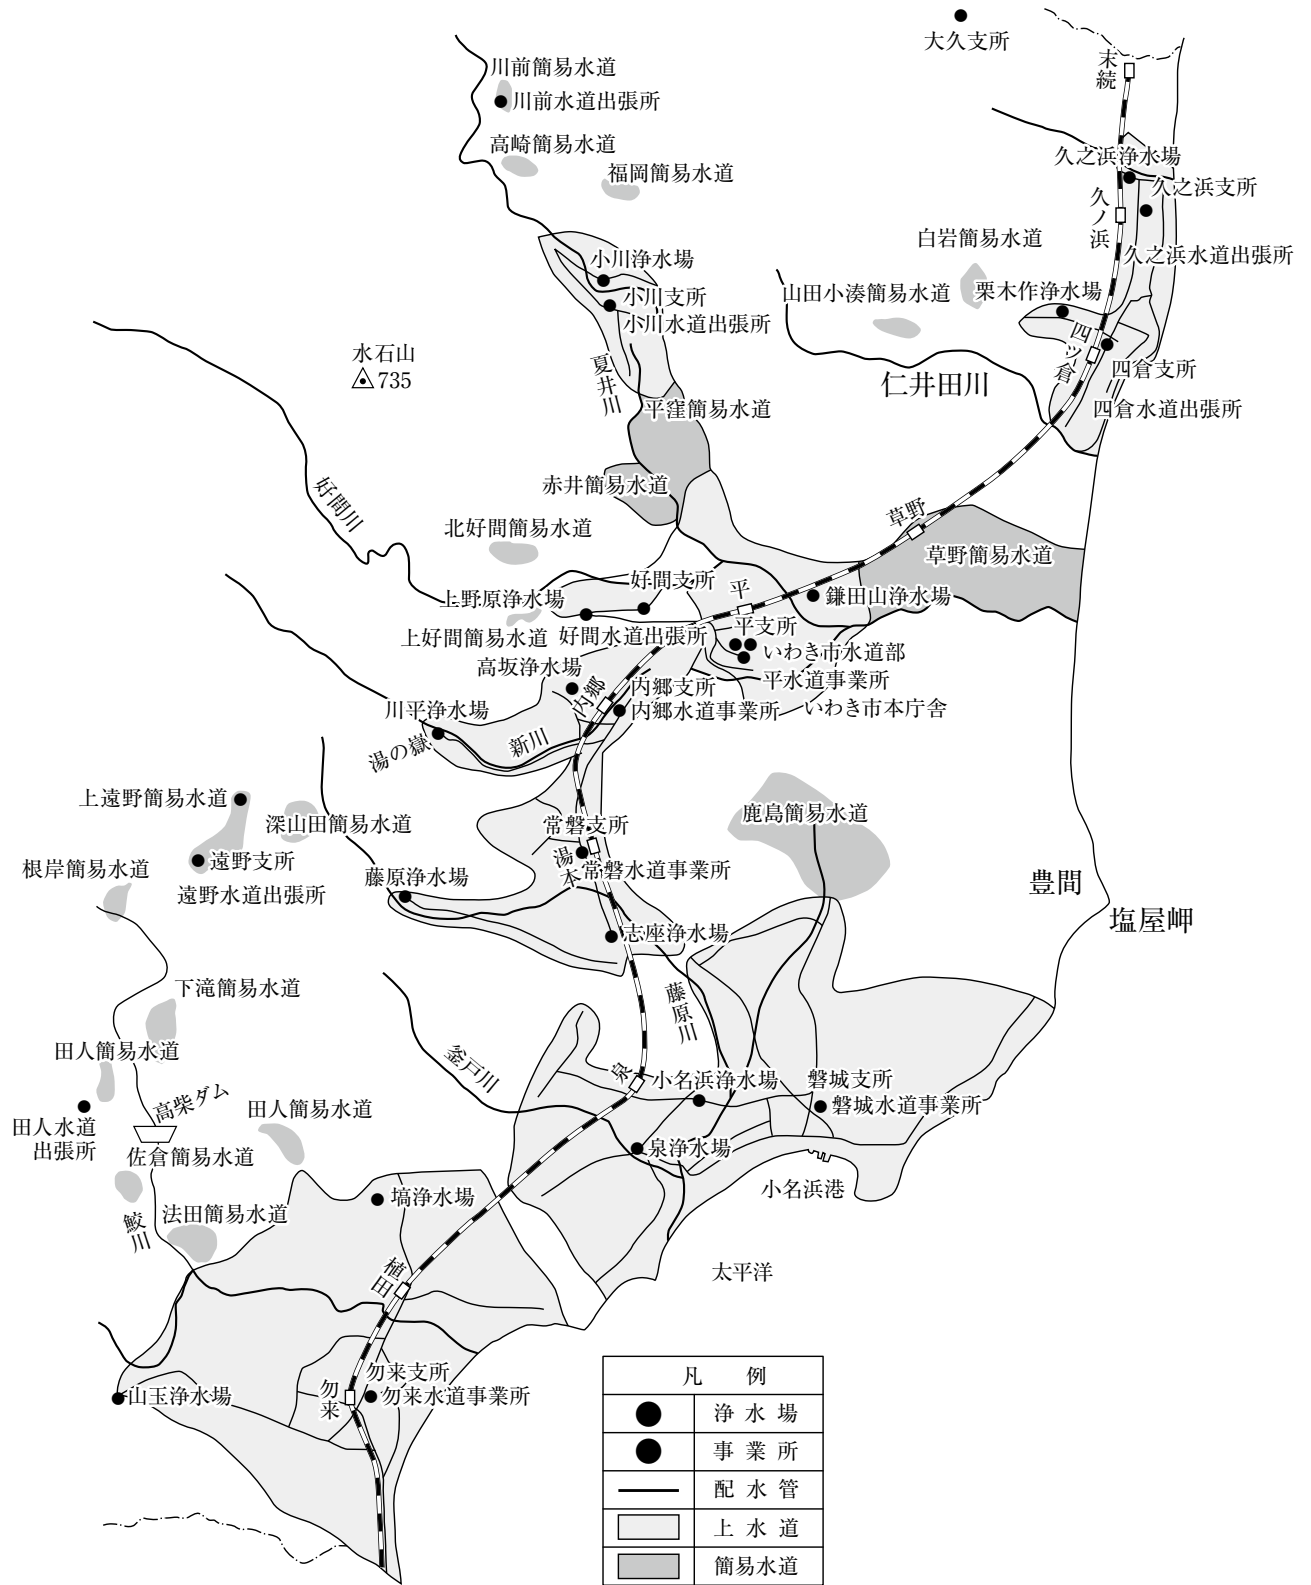 大久支所
末続
川前簡易水道
川前水道出張所
高崎簡易水道
福岡簡易水道
久之浜浄水場
久之浜支所
久ノ浜
久之浜水道出張所
白岩簡易水道
山田小湊簡易水道
栗木作浄水場
小川浄水場
小川支所
小川水道出張所
四ツ倉
四倉支所
四倉水道出張所
水石山
735
夏井川
仁井田川
平窪簡易水道
赤井簡易水道
好間川
北好間簡易水道
草野
草野簡易水道
好間支所
上野原浄水場
平
鎌田山浄水場
上好間簡易水道
好間水道出張所
平支所
いわき市水道部
高坂浄水場
平水道事業所
内郷支所
内郷
内郷水道事業所
いわき市本庁舎
川平浄水場
湯の嶽
新川
上遠野簡易水道
深山田簡易水道
鹿島簡易水道
常磐支所
湯本
常磐水道事業所
遠野支所
遠野水道出張所
根岸簡易水道
藤原浄水場
豊間
塩屋岬
志座浄水場
藤原川
下滝簡易水道
釜戸川
泉
田人簡易水道
小名浜浄水場
磐城支所
磐城水道事業所
高柴ダム
田人簡易水道
田人水道
出張所
佐倉簡易水道
泉浄水場
小名浜港
塙浄水場
法田簡易水道
鮫川
植田
太平洋
勿来支所
勿来
勿来水道事業所
山玉浄水場
凡 例
浄水場
事業所
配水管
上水道
簡易水道